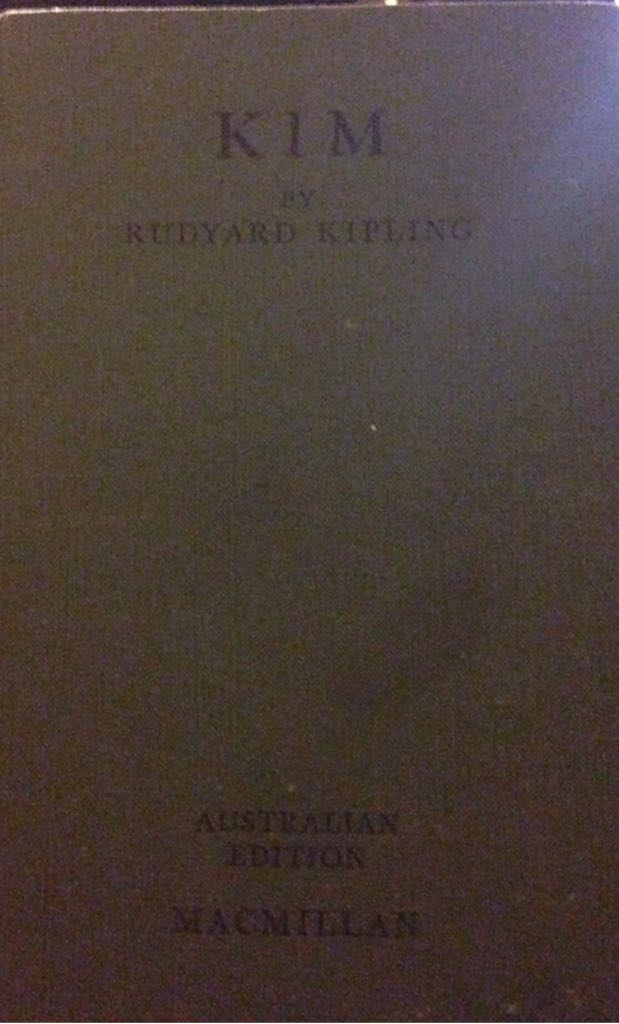 KIM
BY
RUDYARD KIPLING
AUSTRALIAN
EDITION
MACMILLAN